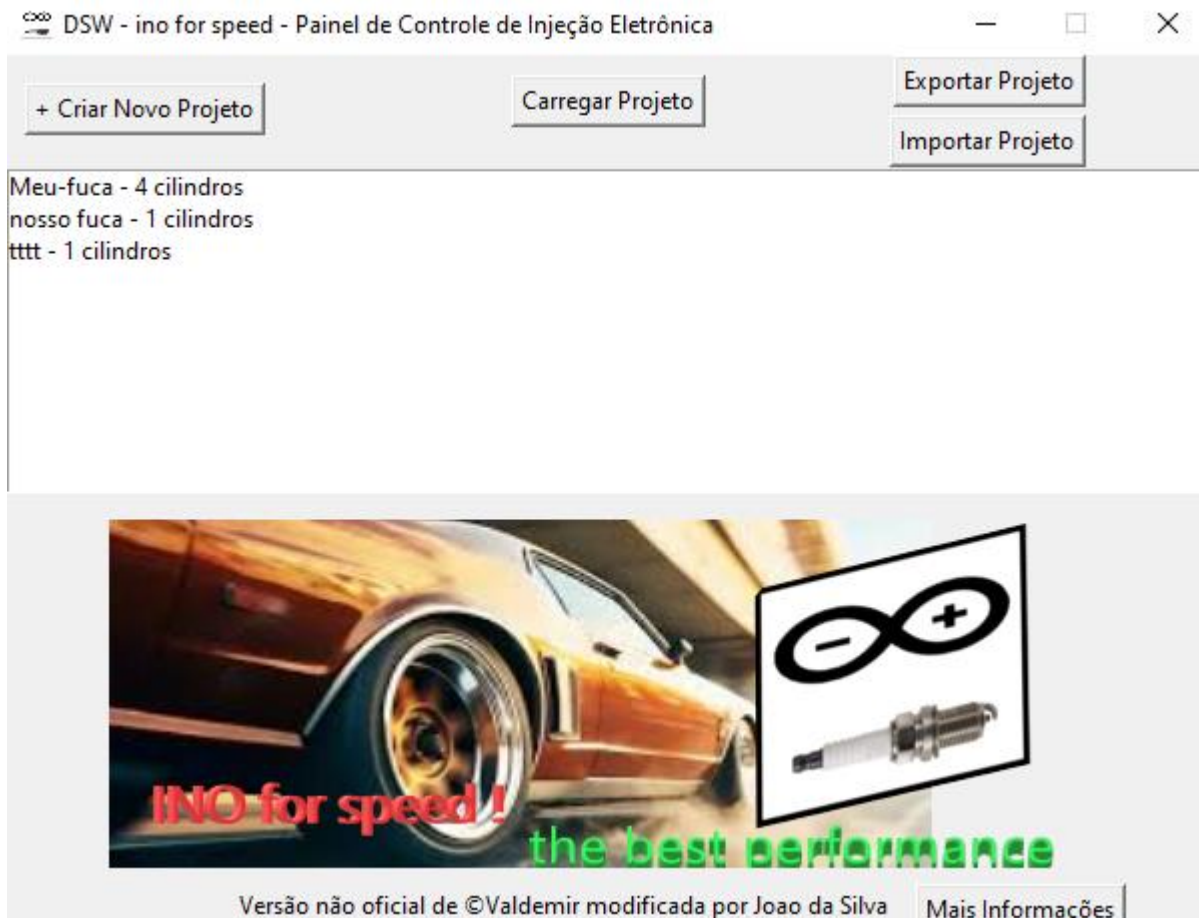 DSW - ino for speed - Painel de Controle de Injeção Eletrônica
+ Criar Novo Projeto
Carregar Projeto
Exportar Projeto
Importar Projeto
Meu-fuca - 4 cilindros
nosso fuca - 1 cilindros
tttt - 1 cilindros
INO for speed !
the best performance
Versão não oficial de ©Valdemir modificada por Joao da Silva
Mais Informações